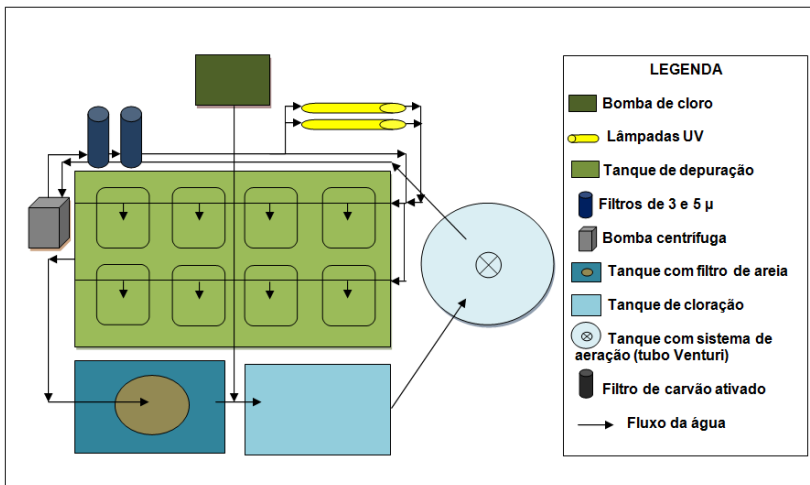 LEGENDA
Bomba de cloro
Lâmpadas UV
Tanque de depuração
Filtros de 3 e 5 µ
Bomba centrífuga
Tanque com filtro de areia
Tanque de cloração
Tanque com sistema de
aeração (tubo Venturi)
Filtro de carvão ativado
Fluxo da água